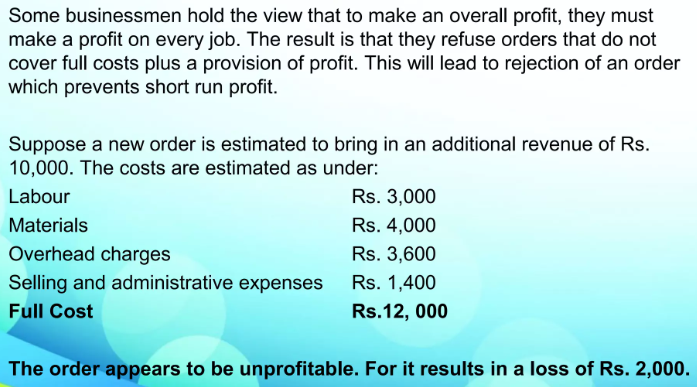 Some businessmen hold the view that to make an overall profit, they must
make a profit on every job. The result is that they refuse orders that do not
cover full costs plus a provision of profit. This will lead to rejection of an order
which prevents short run profit.
Suppose a new order is estimated to bring in an additional revenue of Rs.
10,000. The costs are estimated as under:
Labour Rs. 3,000
Materials Rs. 4,000
Overhead charges Rs. 3,600
Selling and administrative expenses Rs. 1,400
Full Cost Rs.12, 000
The order appears to be unprofitable. For it results in a loss of Rs. 2,000.